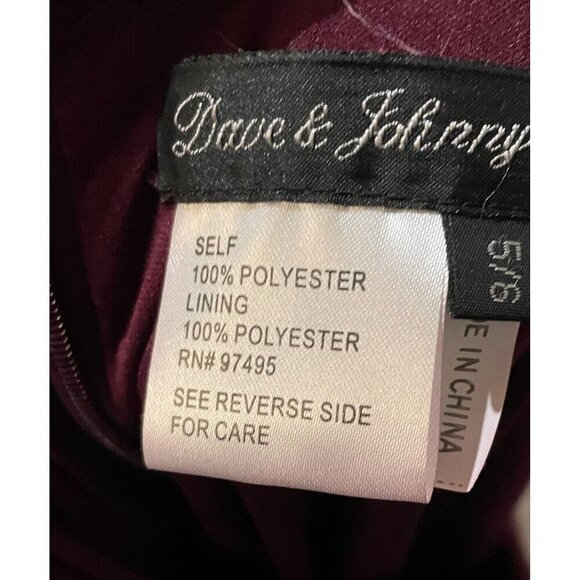 Dave & Johnny
5/6
SELF
100% POLYESTER
LINING
100% POLYESTER
RN# 97495
SEE REVERSE SIDE
FOR CARE
IN CHINA